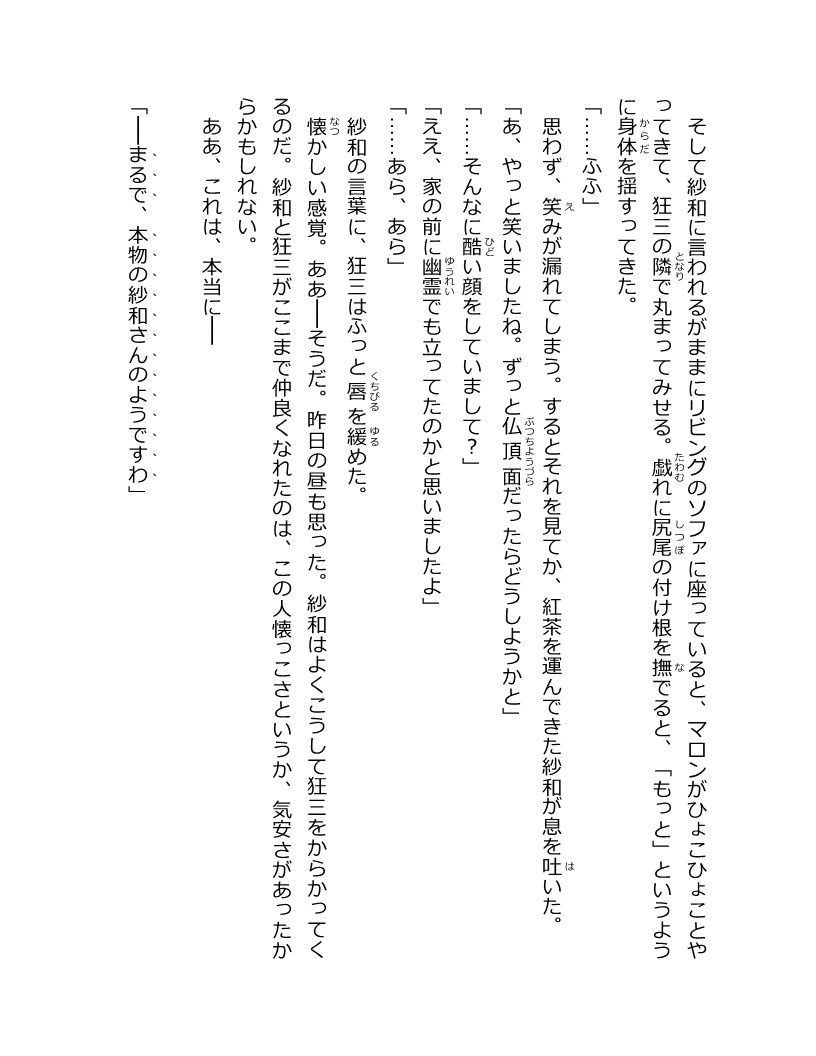 そして紗和に言われるがままにリビングのソファに座っていると、マロンがひょこひょことや
ってきて、狂三の隣で丸まってみせる。戯れに尻尾の付け根を撫でると、「もっと」というよう
に身体を揺すってきた。
「……ふふ」
　思わず、笑みが漏れてしまう。するとそれを見てか、紅茶を運んできた紗和が息を吐いた。
「あ、やっと笑いましたね。ずっと仏頂面だったらどうしようかと」
「……そんなに酷い顔をしていまして？」
「ええ、家の前に幽霊でも立ってたのかと思いましたよ」
「……あら、あら」
　紗和の言葉に、狂三はふっと唇を緩めた。
　懐かしい感覚。ああ――そうだ。昨日の昼も思った。紗和はよくこうして狂三をからかってく
るのだ。紗和と狂三がここまで仲良くなれたのは、この人懐っこさというか、気安さがあったか
らかもしれない。
　ああ、これは、本当に――
「――まるで、本物の紗和さんのようですわ」